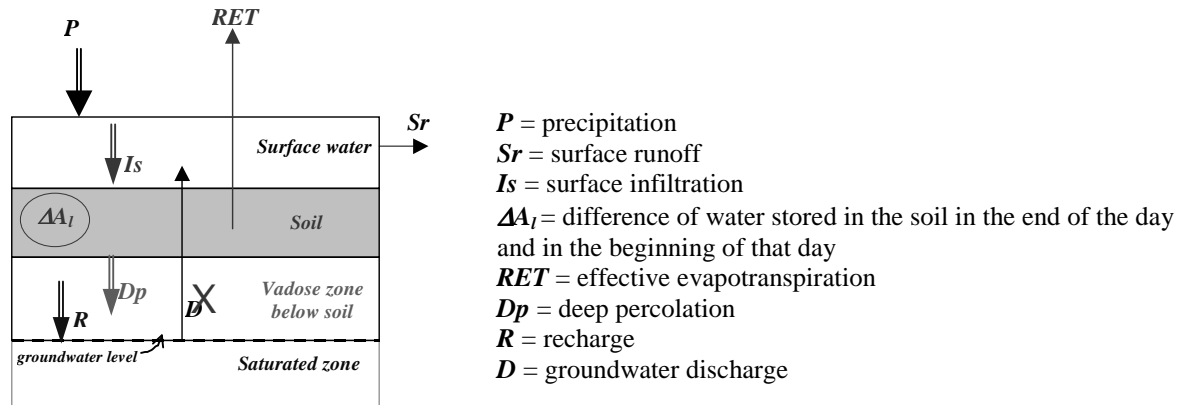 RET
P
Sr
Surface water
Is
ΔAl
Soil
Dp
Vadose zone
below soil
D X
R
groundwater level
Saturated zone
P = precipitation
Sr = surface runoff
Is = surface infiltration
ΔAl = difference of water stored in the soil in the end of the day
and in the beginning of that day
RET = effective evapotranspiration
Dp = deep percolation
R = recharge
D = groundwater discharge